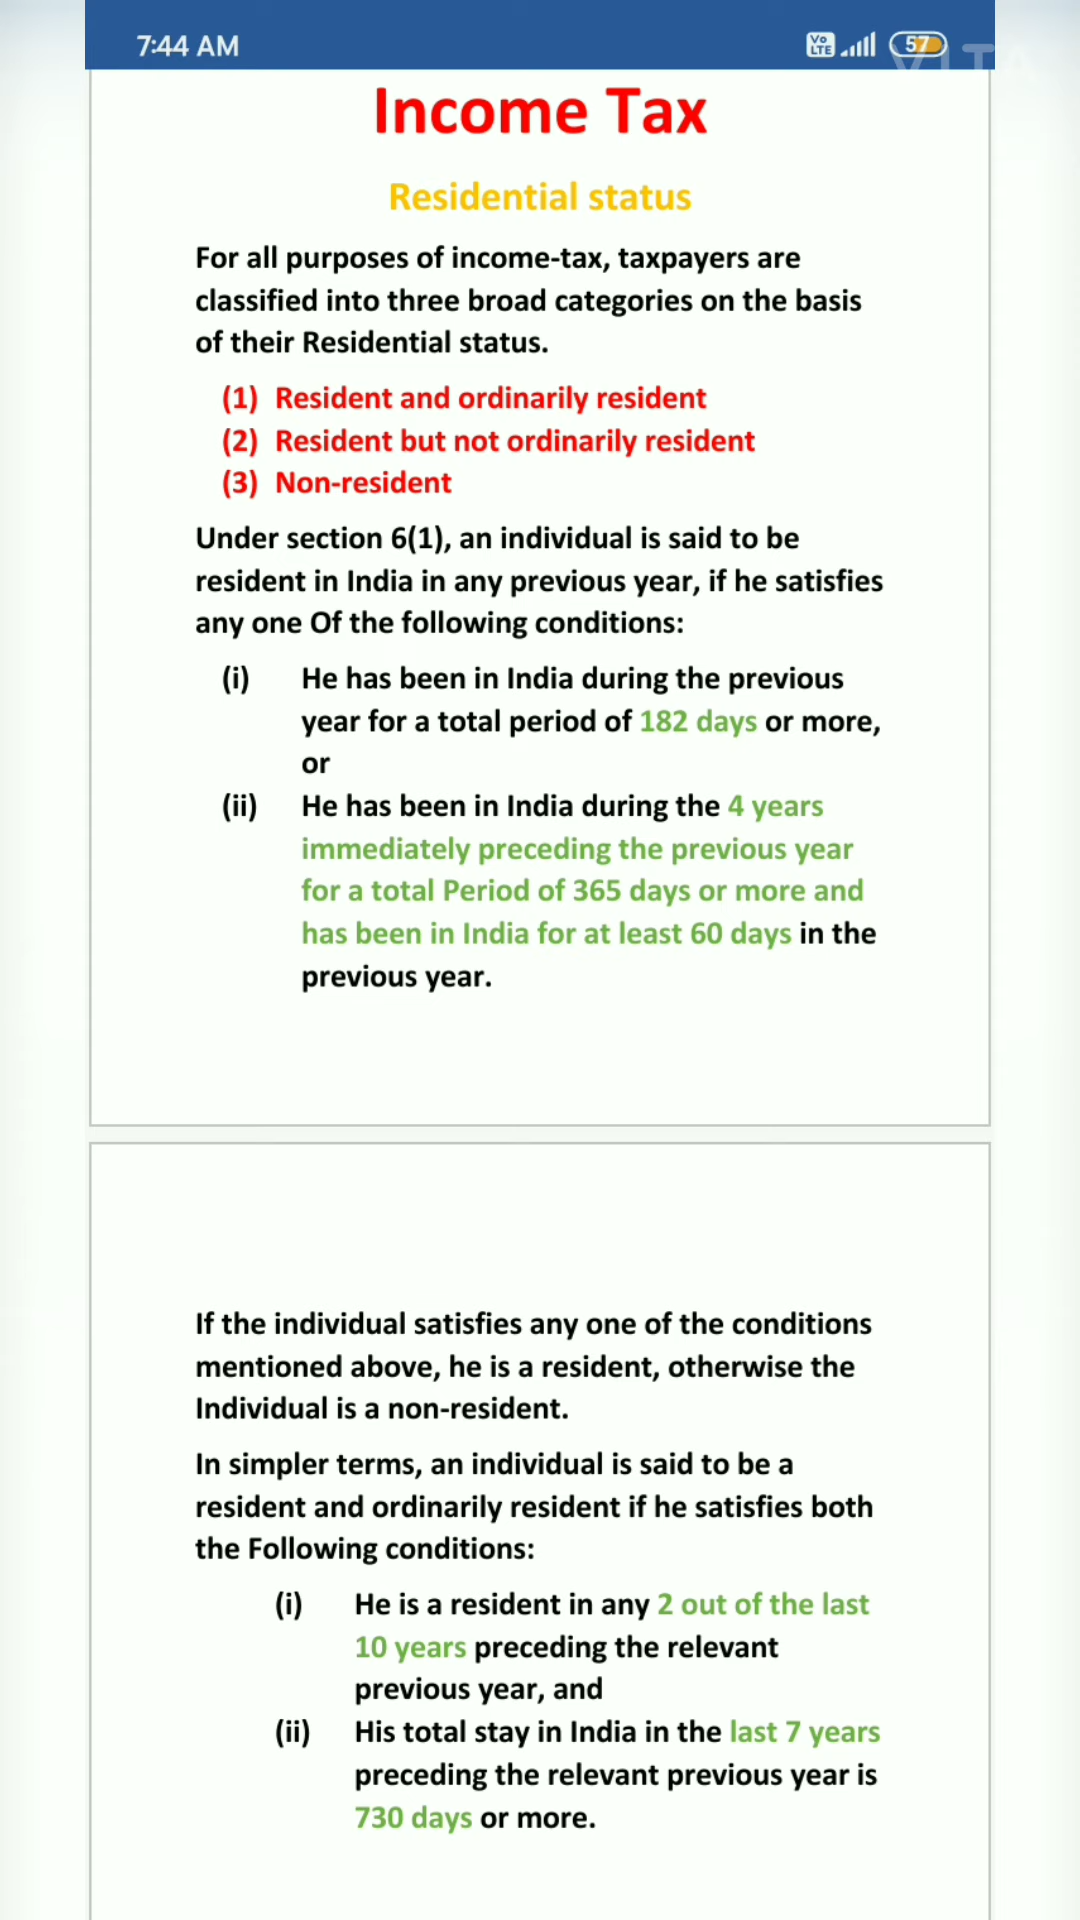 7:44 AM
Vo LTE 57
VITA
Income Tax
Residential status
For all purposes of income-tax, taxpayers are
classified into three broad categories on the basis
of their Residential status.
(1) Resident and ordinarily resident
(2) Resident but not ordinarily resident
(3) Non-resident
Under section 6(1), an individual is said to be
resident in India in any previous year, if he satisfies
any one Of the following conditions:
(i) He has been in India during the previous
year for a total period of 182 days or more,
or
(ii) He has been in India during the 4 years
immediately preceding the previous year
for a total Period of 365 days or more and
has been in India for at least 60 days in the
previous year.
If the individual satisfies any one of the conditions
mentioned above, he is a resident, otherwise the
Individual is a non-resident.
In simpler terms, an individual is said to be a
resident and ordinarily resident if he satisfies both
the Following conditions:
(i) He is a resident in any 2 out of the last
10 years preceding the relevant
previous year, and
(ii) His total stay in India in the last 7 years
preceding the relevant previous year is
730 days or more.